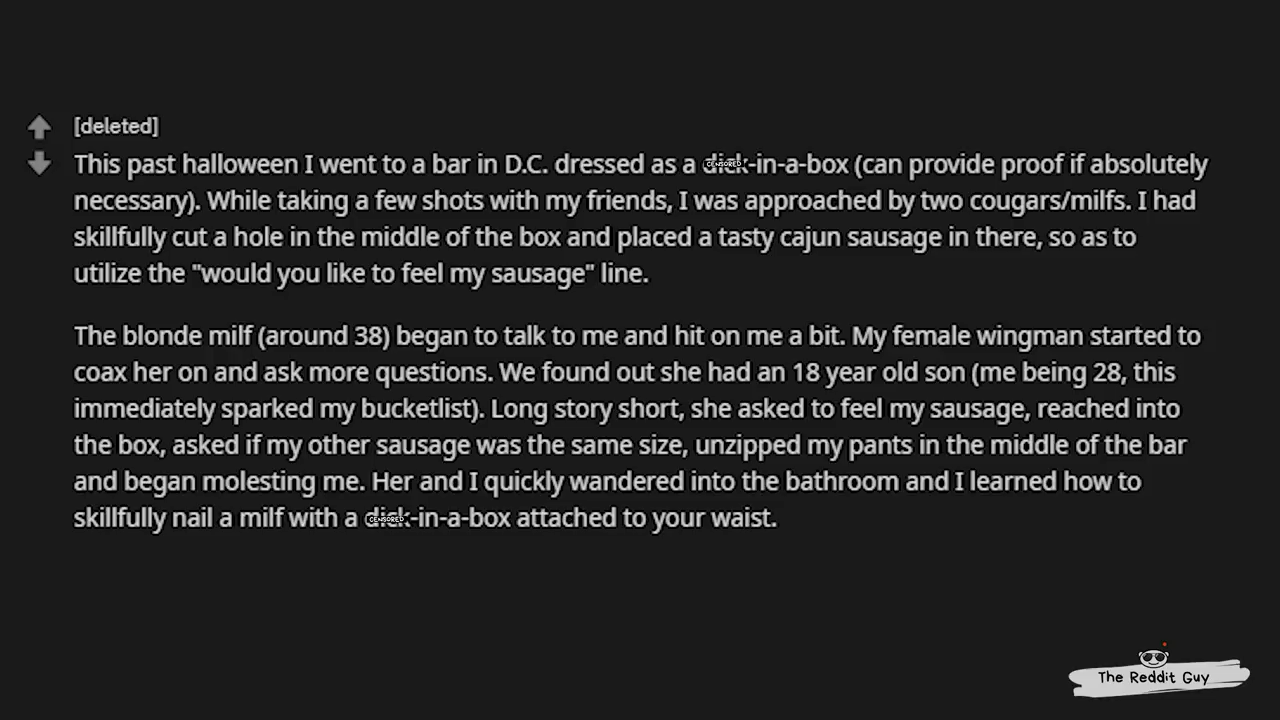 [deleted]
This past halloween I went to a bar in D.C. dressed as a dick-in-a-box (can provide proof if absolutely
necessary). While taking a few shots with my friends, I was approached by two cougars/milfs. I had
skillfully cut a hole in the middle of the box and placed a tasty cajun sausage in there, so as to
utilize the "would you like to feel my sausage" line.
The blonde milf (around 38) began to talk to me and hit on me a bit. My female wingman started to
coax her on and ask more questions. We found out she had an 18 year old son (me being 28, this
immediately sparked my bucketlist). Long story short, she asked to feel my sausage, reached into
the box, asked if my other sausage was the same size, unzipped my pants in the middle of the bar
and began molesting me. Her and I quickly wandered into the bathroom and I learned how to
skillfully nail a milf with a dick-in-a-box attached to your waist.
CENSORED
CENSORED
The Reddit Guy